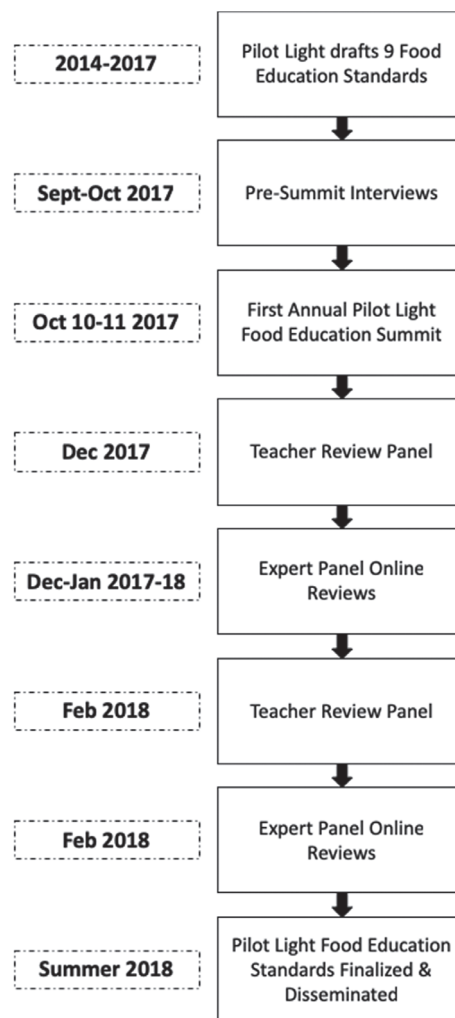 2014-2017
Pilot Light drafts 9 Food
Education Standards
Sept-Oct 2017
Pre-Summit Interviews
Oct 10-11 2017
First Annual Pilot Light
Food Education Summit
Dec 2017
Teacher Review Panel
Dec-Jan 2017-18
Expert Panel Online
Reviews
Feb 2018
Teacher Review Panel
Feb 2018
Expert Panel Online
Reviews
Summer 2018
Pilot Light Food Education
Standards Finalized &
Disseminated